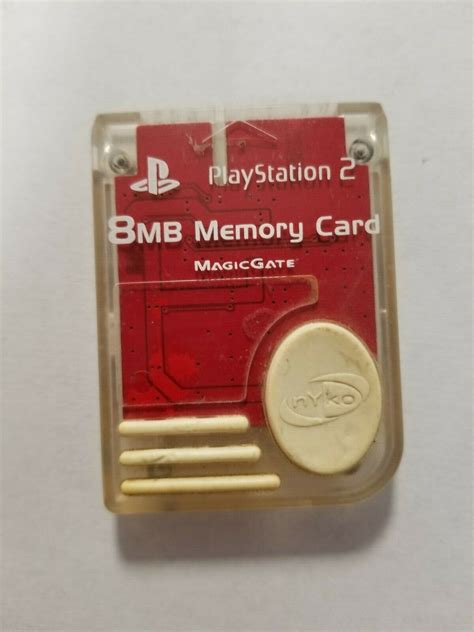 PlayStation 2
8MB Memory Card
MAGICGATE
nyko